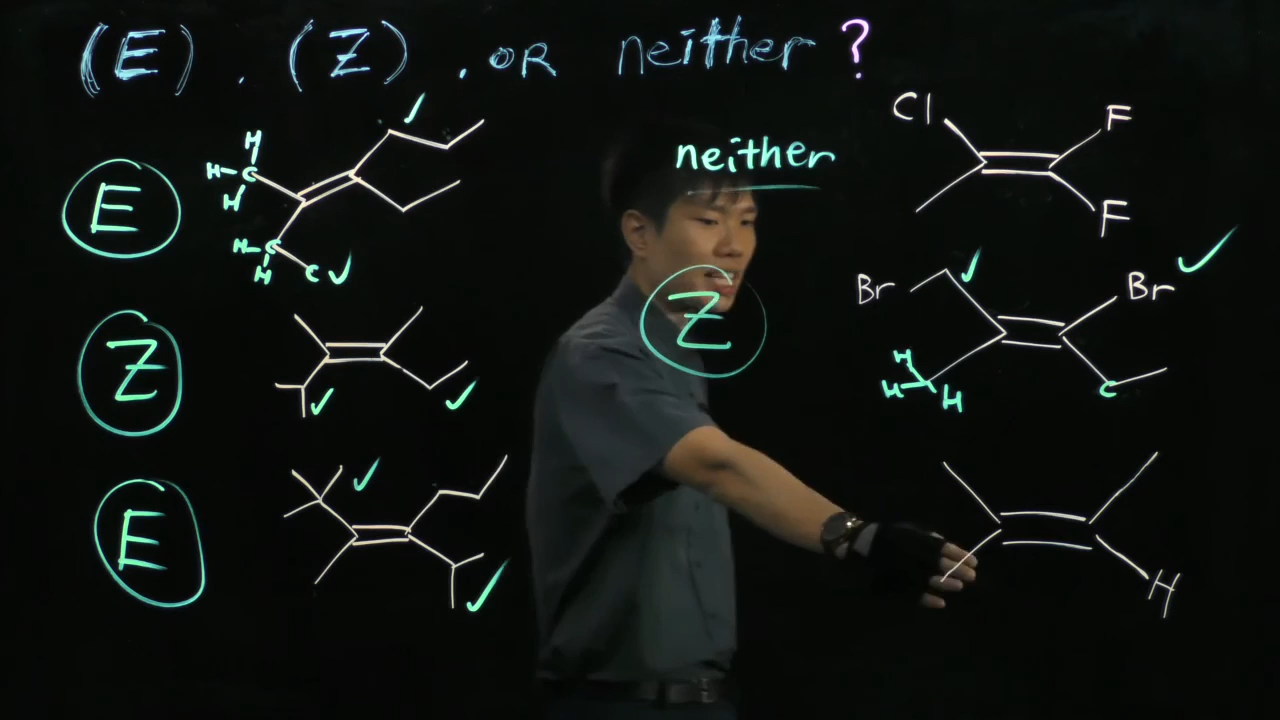 (E), (Z), OR neither ?
H
H-C
H
H-C
H
C ✓
✓
E
Z
✓
✓
E
✓
✓
neither
Cl
F
F
Z
Br
✓
Br
✓
H
H
H
C
H